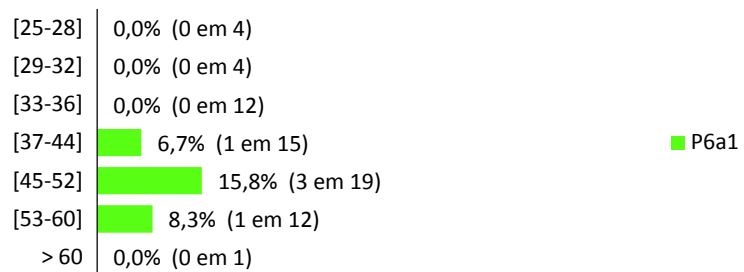 [25-28] 0,0% (0 em 4)
[29-32] 0,0% (0 em 4)
[33-36] 0,0% (0 em 12)
[37-44] 6,7% (1 em 15)
P6a1
[45-52] 15,8% (3 em 19)
[53-60] 8,3% (1 em 12)
> 60 0,0% (0 em 1)